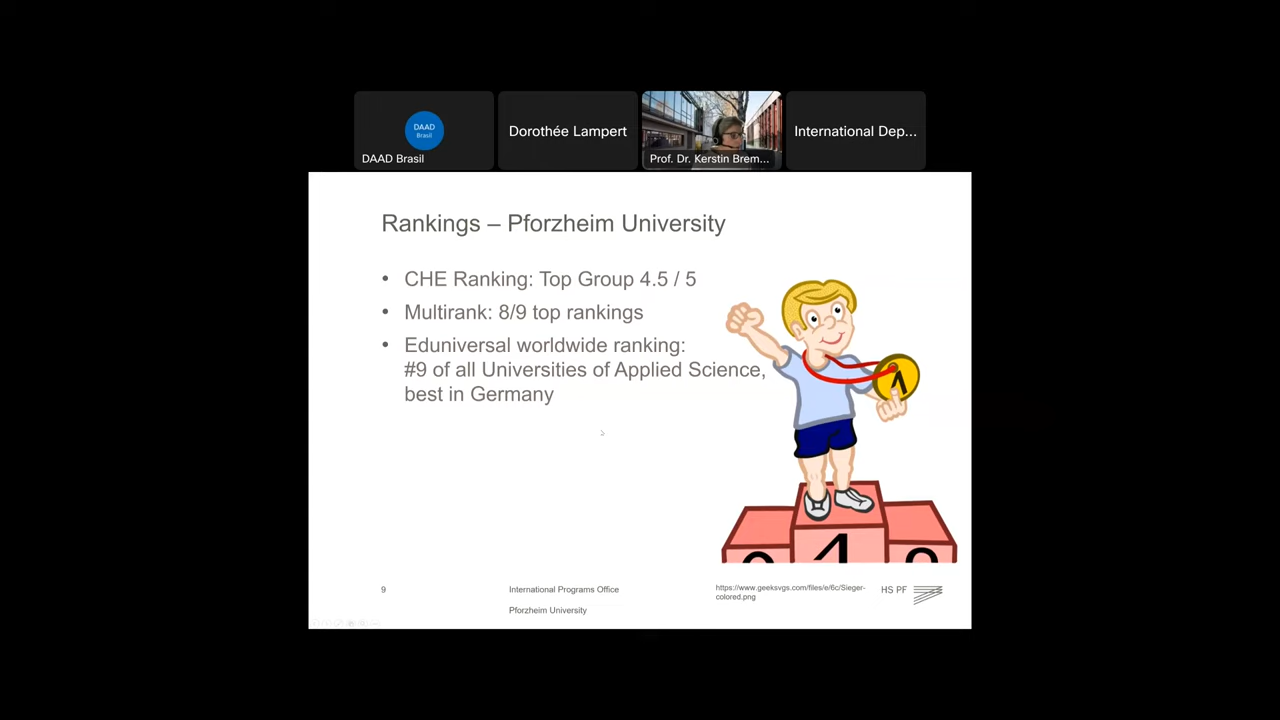 DAAD
Brasil
DAAD Brasil
Dorothée Lampert
Prof. Dr. Kerstin Brem...
International Dep...
Rankings – Pforzheim University
• CHE Ranking: Top Group 4.5 / 5
• Multirank: 8/9 top rankings
• Eduniversal worldwide ranking:
#9 of all Universities of Applied Science,
best in Germany
1
9
International Programs Office
Pforzheim University
https://www.geeksvgs.com/files/e/6c/Sieger-
colored.png
HS PF